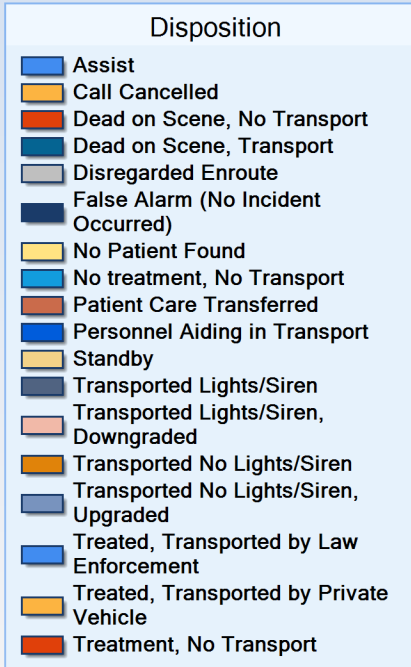 Disposition
Assist
Call Cancelled
Dead on Scene, No Transport
Dead on Scene, Transport
Disregarded Enroute
False Alarm (No Incident
Occurred)
No Patient Found
No treatment, No Transport
Patient Care Transferred
Personnel Aiding in Transport
Standby
Transported Lights/Siren
Transported Lights/Siren,
Downgraded
Transported No Lights/Siren
Transported No Lights/Siren,
Upgraded
Treated, Transported by Law
Enforcement
Treated, Transported by Private
Vehicle
Treatment, No Transport